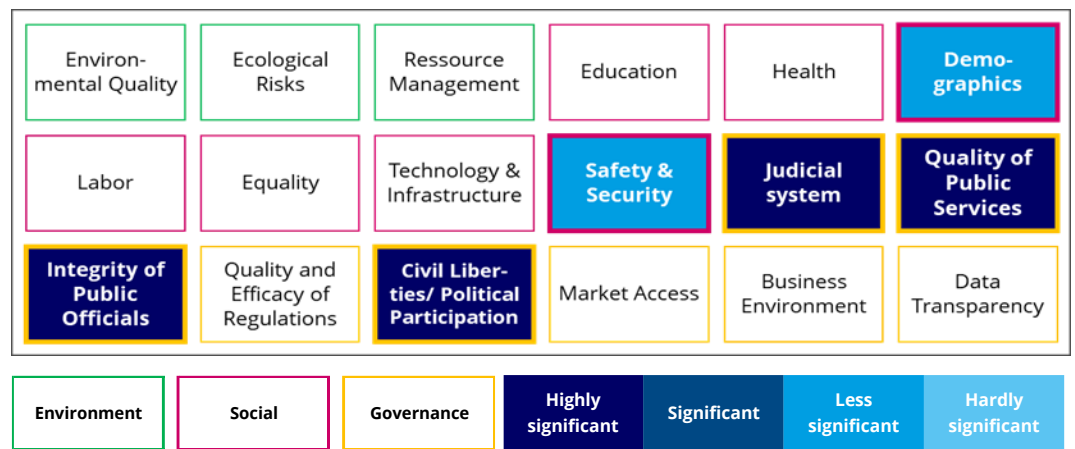 Environ-
mental Quality
Ecological
Risks
Ressource
Management
Education
Health
Demo-
graphics
Labor
Equality
Technology &
Infrastructure
Safety &
Security
Judicial
system
Quality of
Public
Services
Integrity of
Public
Officials
Quality and
Efficacy of
Regulations
Civil Liber-
ties/ Political
Participation
Market Access
Business
Environment
Data
Transparency
Environment
Social
Governance
Highly
significant
Significant
Less
significant
Hardly
significant